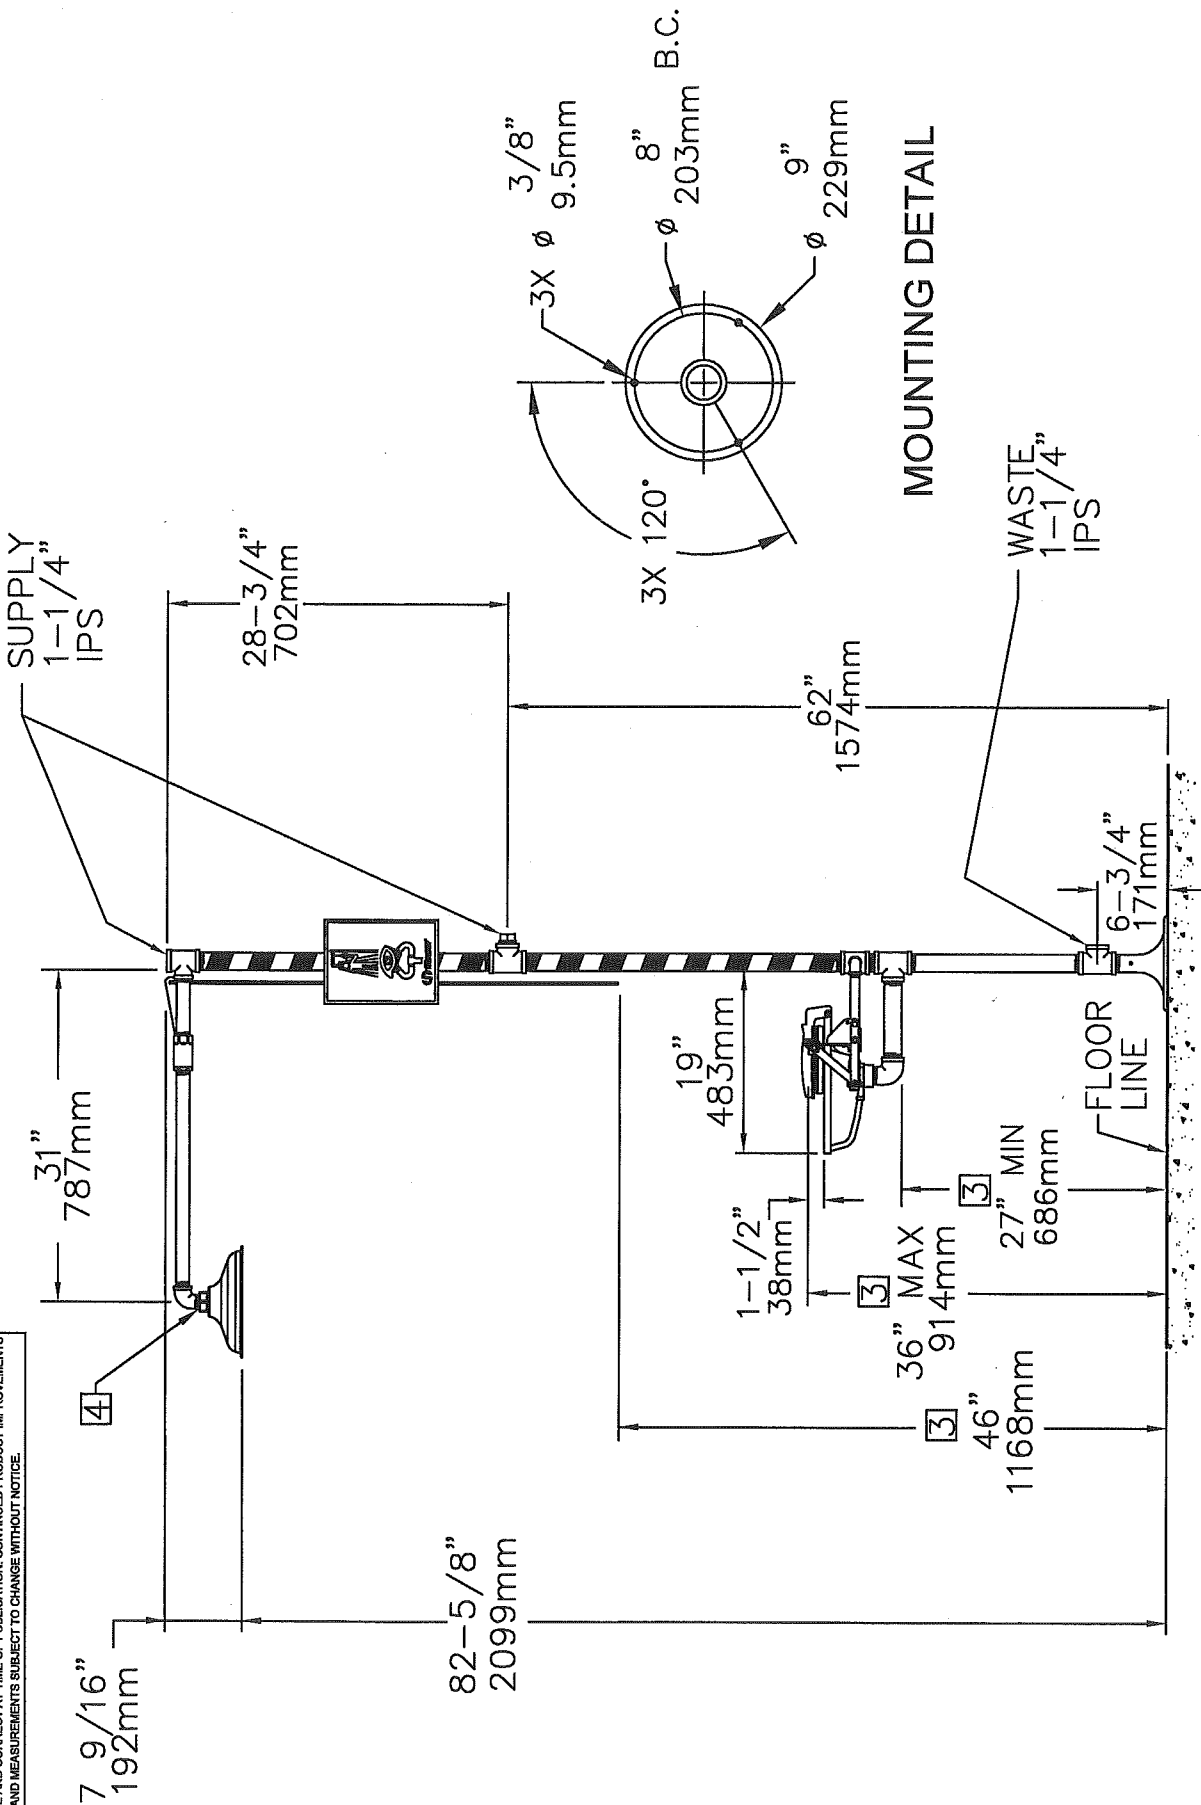 AND MEASUREMENTS SUBJECT TO CHANGE WITHOUT NOTICE.
7 9/16"
192mm
31"
787mm
SUPPLY
1-1/4"
IPS
4
28-3/4"
702mm
82-5/8"
2099mm
3
46"
1168mm
3
36" MAX
914mm
1-1/2"
38mm
3
27" MIN
686mm
19"
483mm
62"
1574mm
FLOOR
LINE
6-3/4"
171mm
WASTE
1-1/4"
IPS
3X 120°
3X ø 3/8"
9.5mm
ø 8"
203mm B.C.
ø 9"
229mm
MOUNTING DETAIL